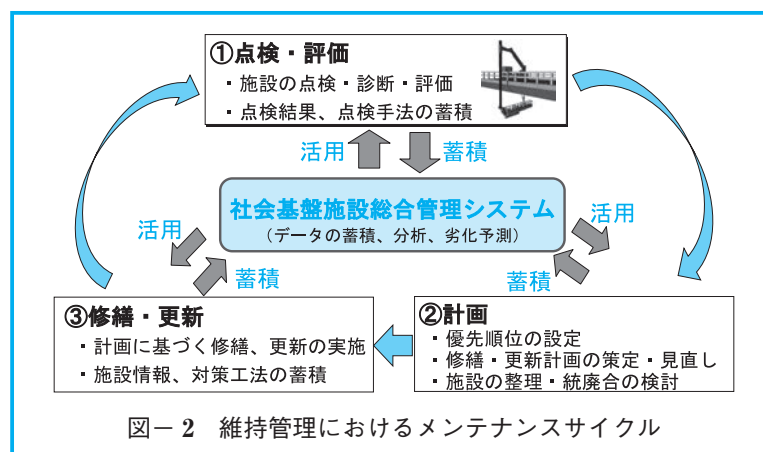 ①点検・評価
・施設の点検・診断・評価
・点検結果、点検手法の蓄積
活用
蓄積
社会基盤施設総合管理システム
（データの蓄積、分析、劣化予測）
活用
蓄積
活用
蓄積
③修繕・更新
・計画に基づく修繕、更新の実施
・施設情報、対策工法の蓄積
②計画
・優先順位の設定
・修繕・更新計画の策定・見直し
・施設の整理・統廃合の検討
図－2　維持管理におけるメンテナンスサイクル